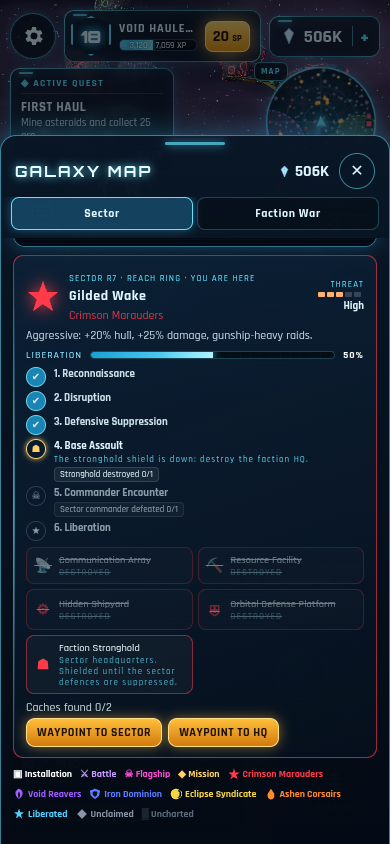 18
VOID HAULE…
7,059 XP
20 SP
506K
+
MAP
ACTIVE QUEST
FIRST HAUL
Mine asteroids and collect 25
GALAXY MAP
506K
Sector
Faction War
SECTOR R7 · REACH RING · YOU ARE HERE
Gilded Wake
Crimson Marauders
THREAT
High
Aggressive: +20% hull, +25% damage, gunship-heavy raids.
LIBERATION
50%
1. Reconnaissance
2. Disruption
3. Defensive Suppression
4. Base Assault
The stronghold shield is down: destroy the faction HQ.
Stronghold destroyed 0/1
5. Commander Encounter
Sector commander defeated 0/1
6. Liberation
Communication Array
DESTROYED
Resource Facility
DESTROYED
Hidden Shipyard
DESTROYED
Orbital Defense Platform
DESTROYED
Faction Stronghold
Sector headquarters.
Shielded until the sector
defences are suppressed.
Caches found 0/2
WAYPOINT TO SECTOR
WAYPOINT TO HQ
Installation Battle Flagship Mission Crimson Marauders
Void Reavers Iron Dominion Eclipse Syndicate Ashen Corsairs
Liberated Unclaimed Uncharted